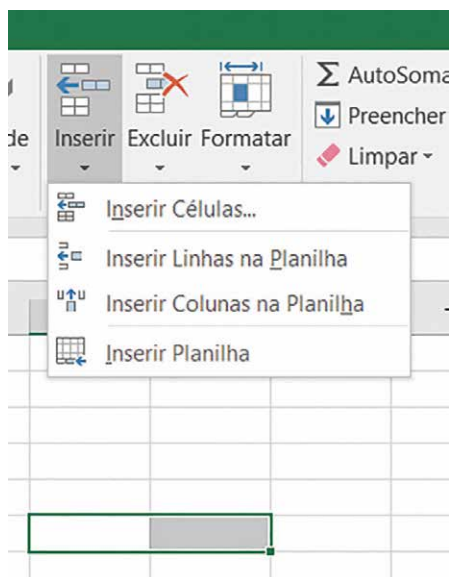 AutoSoma
Preencher
de Inserir Excluir Formatar
Limpar
Inserir Células...
Inserir Linhas na Planilha
Inserir Colunas na Planilha
Inserir Planilha